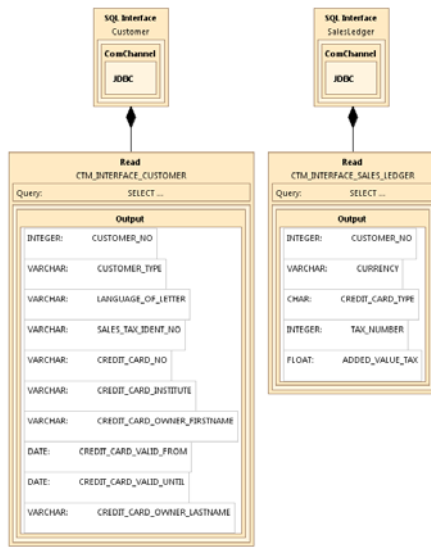 SQL Interface
Customer
ComChannel
JDBC
Read
CTM_INTERFACE_CUSTOMER
Query: SELECT ...
Output
INTEGER: CUSTOMER_NO
VARCHAR: CUSTOMER_TYPE
VARCHAR: LANGUAGE_OF_LETTER
VARCHAR: SALES_TAX_IDENT_NO
VARCHAR: CREDIT_CARD_NO
VARCHAR: CREDIT_CARD_INSTITUTE
VARCHAR: CREDIT_CARD_OWNER_FIRSTNAME
DATE: CREDIT_CARD_VALID_FROM
DATE: CREDIT_CARD_VALID_UNTIL
VARCHAR: CREDIT_CARD_OWNER_LASTNAME
SQL Interface
SalesLedger
ComChannel
JDBC
Read
CTM_INTERFACE_SALES_LEDGER
Query: SELECT ...
Output
INTEGER: CUSTOMER_NO
VARCHAR: CURRENCY
CHAR: CREDIT_CARD_TYPE
INTEGER: TAX_NUMBER
FLOAT: ADDED_VALUE_TAX